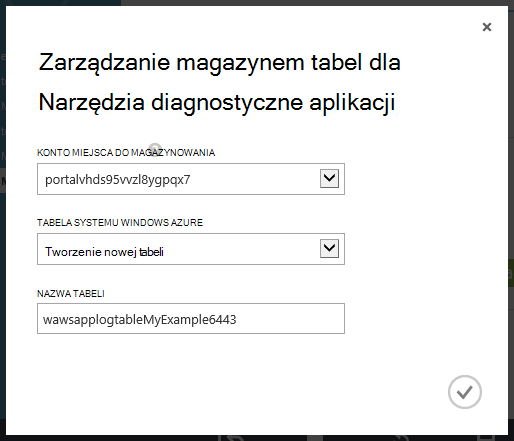 Zarządzanie magazynem tabel dla
Narzędzia diagnostyczne aplikacji
KONTO MIEJSCA DO MAGAZYNOWANIA
portalvhds95vvzl8ygpqx7
TABELA SYSTEMU WINDOWS AZURE
Tworzenie nowej tabeli
NAZWA TABELI
wawsapplogtableMyExample6443